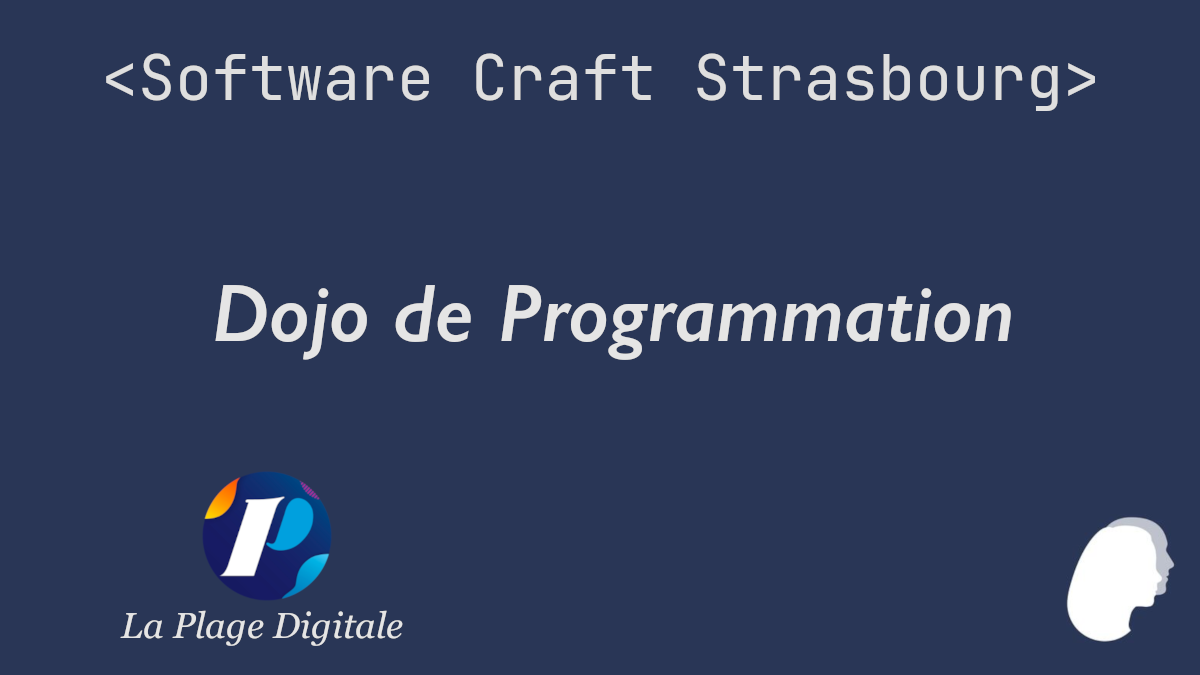 <Software Craft Strasbourg>
Dojo de Programmation
P
La Plage Digitale